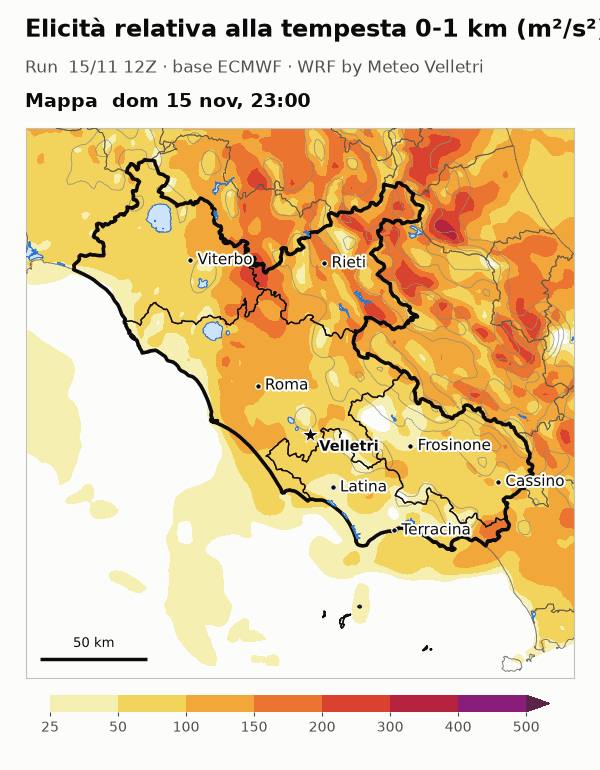 Elicità relativa alla tempesta 0-1 km (m²/s²)
Run 15/11 12Z · base ECMWF · WRF by Meteo Velletri
Mappa dom 15 nov, 23:00
Viterbo
Rieti
Roma
Velletri
Frosinone
Cassino
Latina
Terracina
50 km
25 50 100 150 200 300 400 500